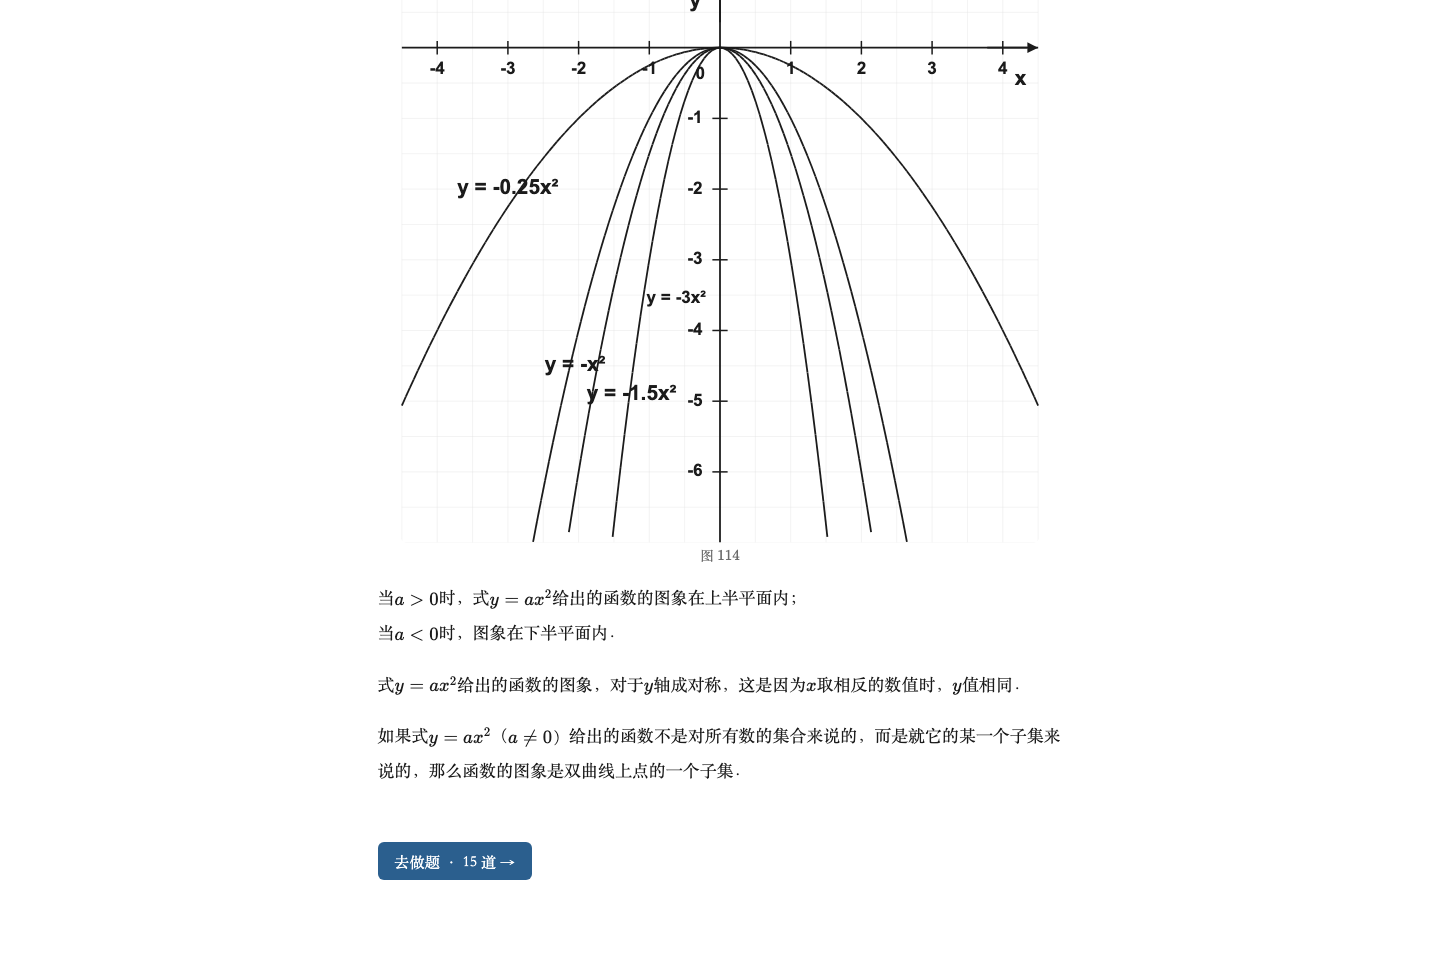 y
-4 -3 -2 -1 0 1 2 3 4 x
-1
y = -0.25x² -2
-3
y = -3x²
-4
y = -x²
y = -1.5x² -5
-6
图 114
当a > 0时，式y = ax²给出的函数的图象在上半平面内；
当a < 0时，图象在下半平面内．
式y = ax²给出的函数的图象，对于y轴成对称，这是因为x取相反的数值时，y值相同．
如果式y = ax²（a ≠ 0）给出的函数不是对所有数的集合来说的，而是就它的某一个子集来
说的，那么函数的图象是双曲线上点的一个子集．
去做题 · 15 道 →